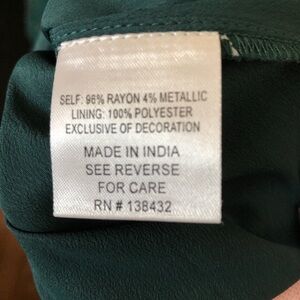 SELF: 96% RAYON 4% METALLIC
LINING: 100% POLYESTER
EXCLUSIVE OF DECORATION
MADE IN INDIA
SEE REVERSE
FOR CARE
RN # 138432